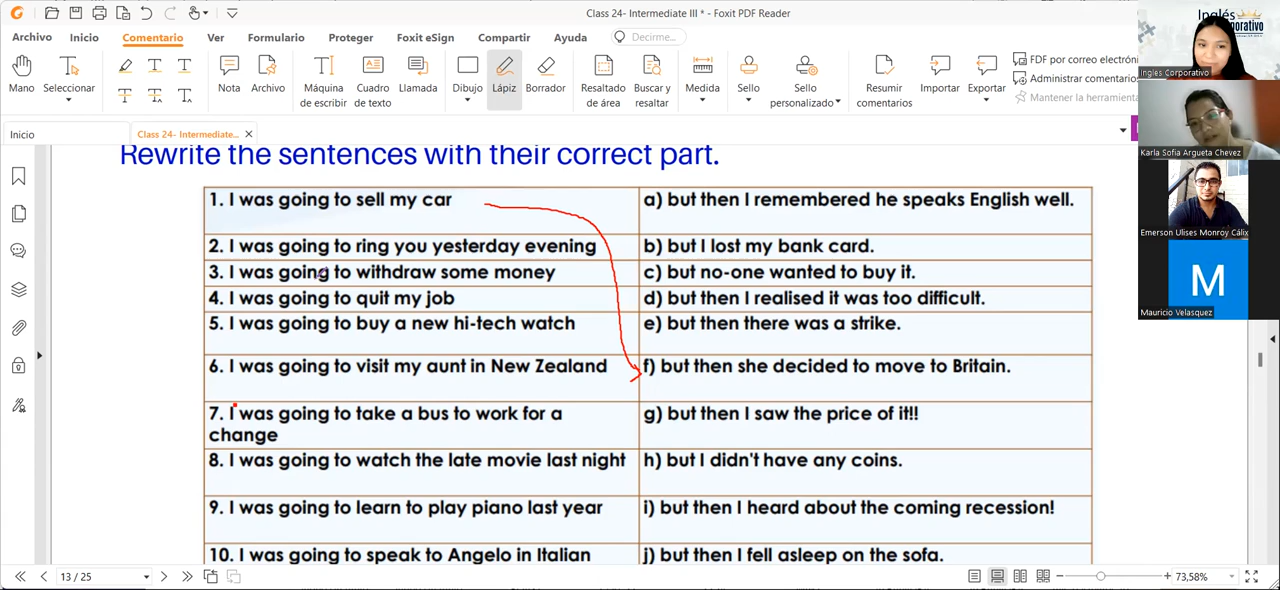 Class 24- Intermediate III * - Foxit PDF Reader
Archivo Inicio Comentario Ver Formulario Proteger Foxit eSign Compartir Ayuda Decirme...
Mano Seleccionar Nota Archivo Máquina de escribir Cuadro de texto Llamada Dibujo Lápiz Borrador Resultado de área Buscar y resaltar Medida Sello Sello personalizado Resumir comentarios Importar Exportar
FDF por correo electróni
Administrar comentarios
Mantener la herramienta
Inicio Class 24- Intermediate...
Rewrite the sentences with their correct part.
1. I was going to sell my car a) but then I remembered he speaks English well.
2. I was going to ring you yesterday evening b) but I lost my bank card.
3. I was going to withdraw some money c) but no-one wanted to buy it.
4. I was going to quit my job d) but then I realised it was too difficult.
5. I was going to buy a new hi-tech watch e) but then there was a strike.
6. I was going to visit my aunt in New Zealand f) but then she decided to move to Britain.
7. I was going to take a bus to work for a g) but then I saw the price of it!!
change
8. I was going to watch the late movie last night h) but I didn't have any coins.
9. I was going to learn to play piano last year i) but then I heard about the coming recession!
10. I was going to speak to Angelo in Italian j) but then I fell asleep on the sofa.
13 / 25 73,58%
Inglés
Ingles Corporativo
Karla Sofia Argueta Chevez
Emerson Ulises Monroy Cálix
M
Mauricio Velasquez